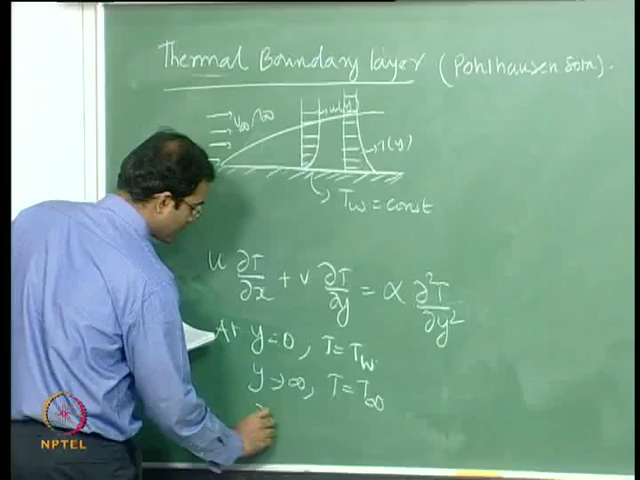 Thermal Boundary layer (Pohlhausen Soln).
u∞, T∞
u(y)
T(y)
Tw = const
u ∂T/∂x + v ∂T/∂y = α ∂²T/∂y²
At y=0, T=Tw
y→∞, T=T∞
NPTEL